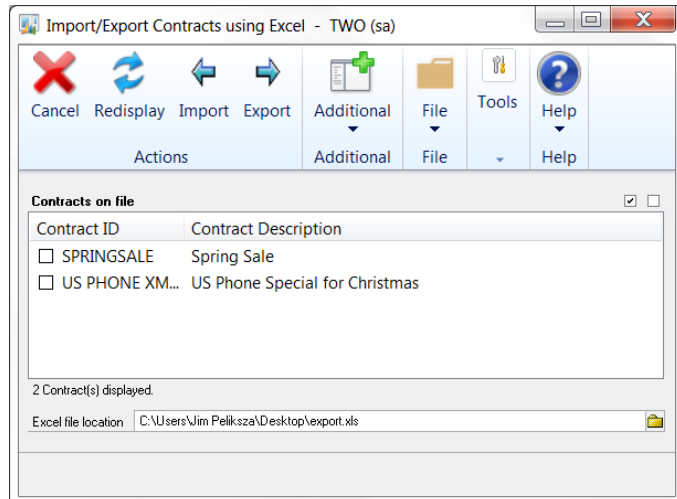 Import/Export Contracts using Excel - TWO (sa)
Cancel Redisplay Import Export Additional File Tools Help
Actions Additional File Help
Contracts on file
Contract ID Contract Description
SPRINGSALE Spring Sale
US PHONE XM... US Phone Special for Christmas
2 Contract(s) displayed.
Excel file location C:\Users\Jim Peliksza\Desktop\export.xls